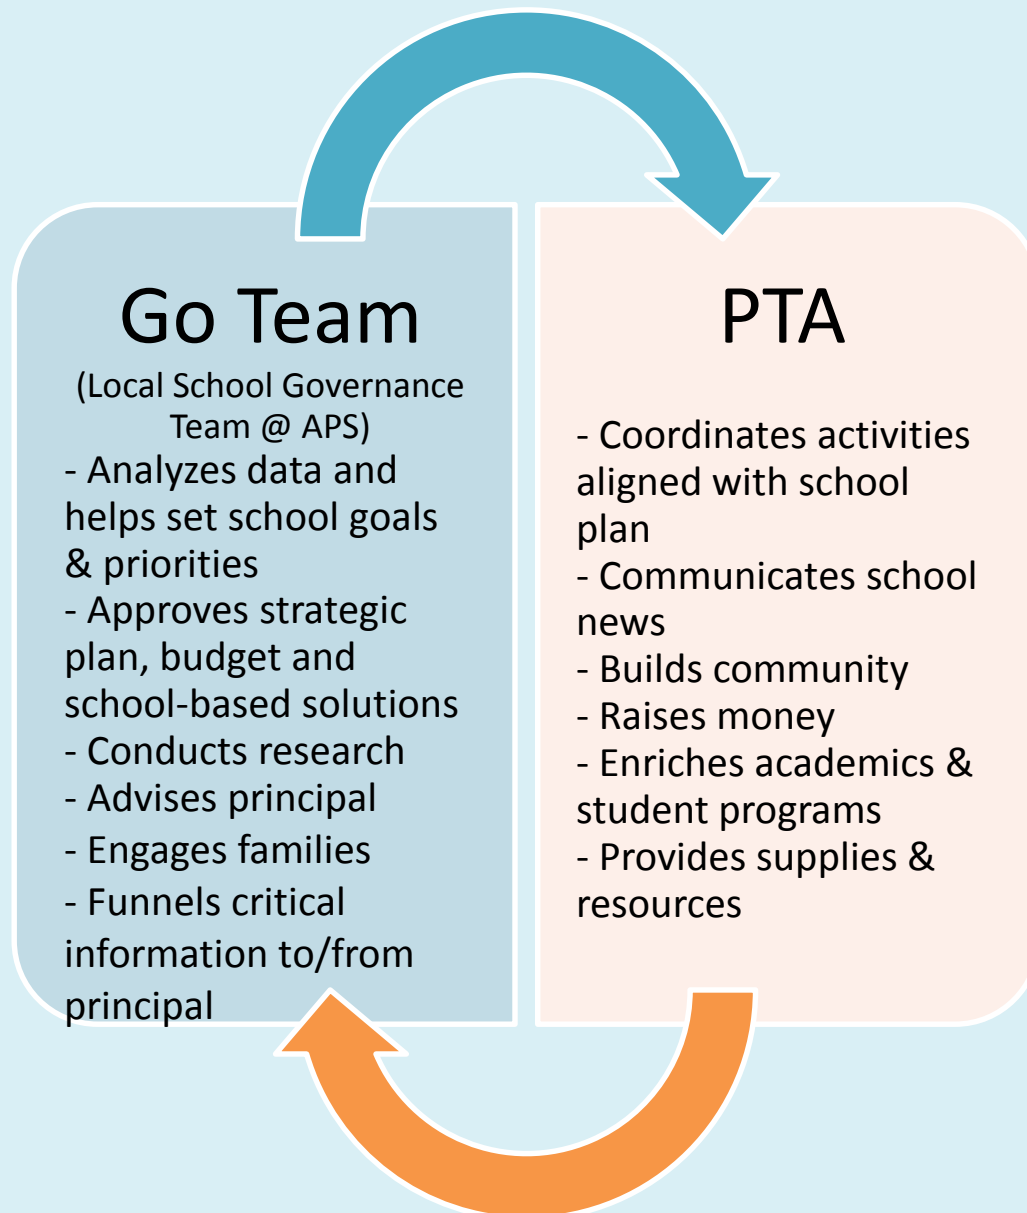 Go Team
(Local School Governance
Team @ APS)
- Analyzes data and
helps set school goals
& priorities
- Approves strategic
plan, budget and
school-based solutions
- Conducts research
- Advises principal
- Engages families
- Funnels critical
information to/from
principal
PTA
- Coordinates activities
aligned with school
plan
- Communicates school
news
- Builds community
- Raises money
- Enriches academics &
student programs
- Provides supplies &
resources